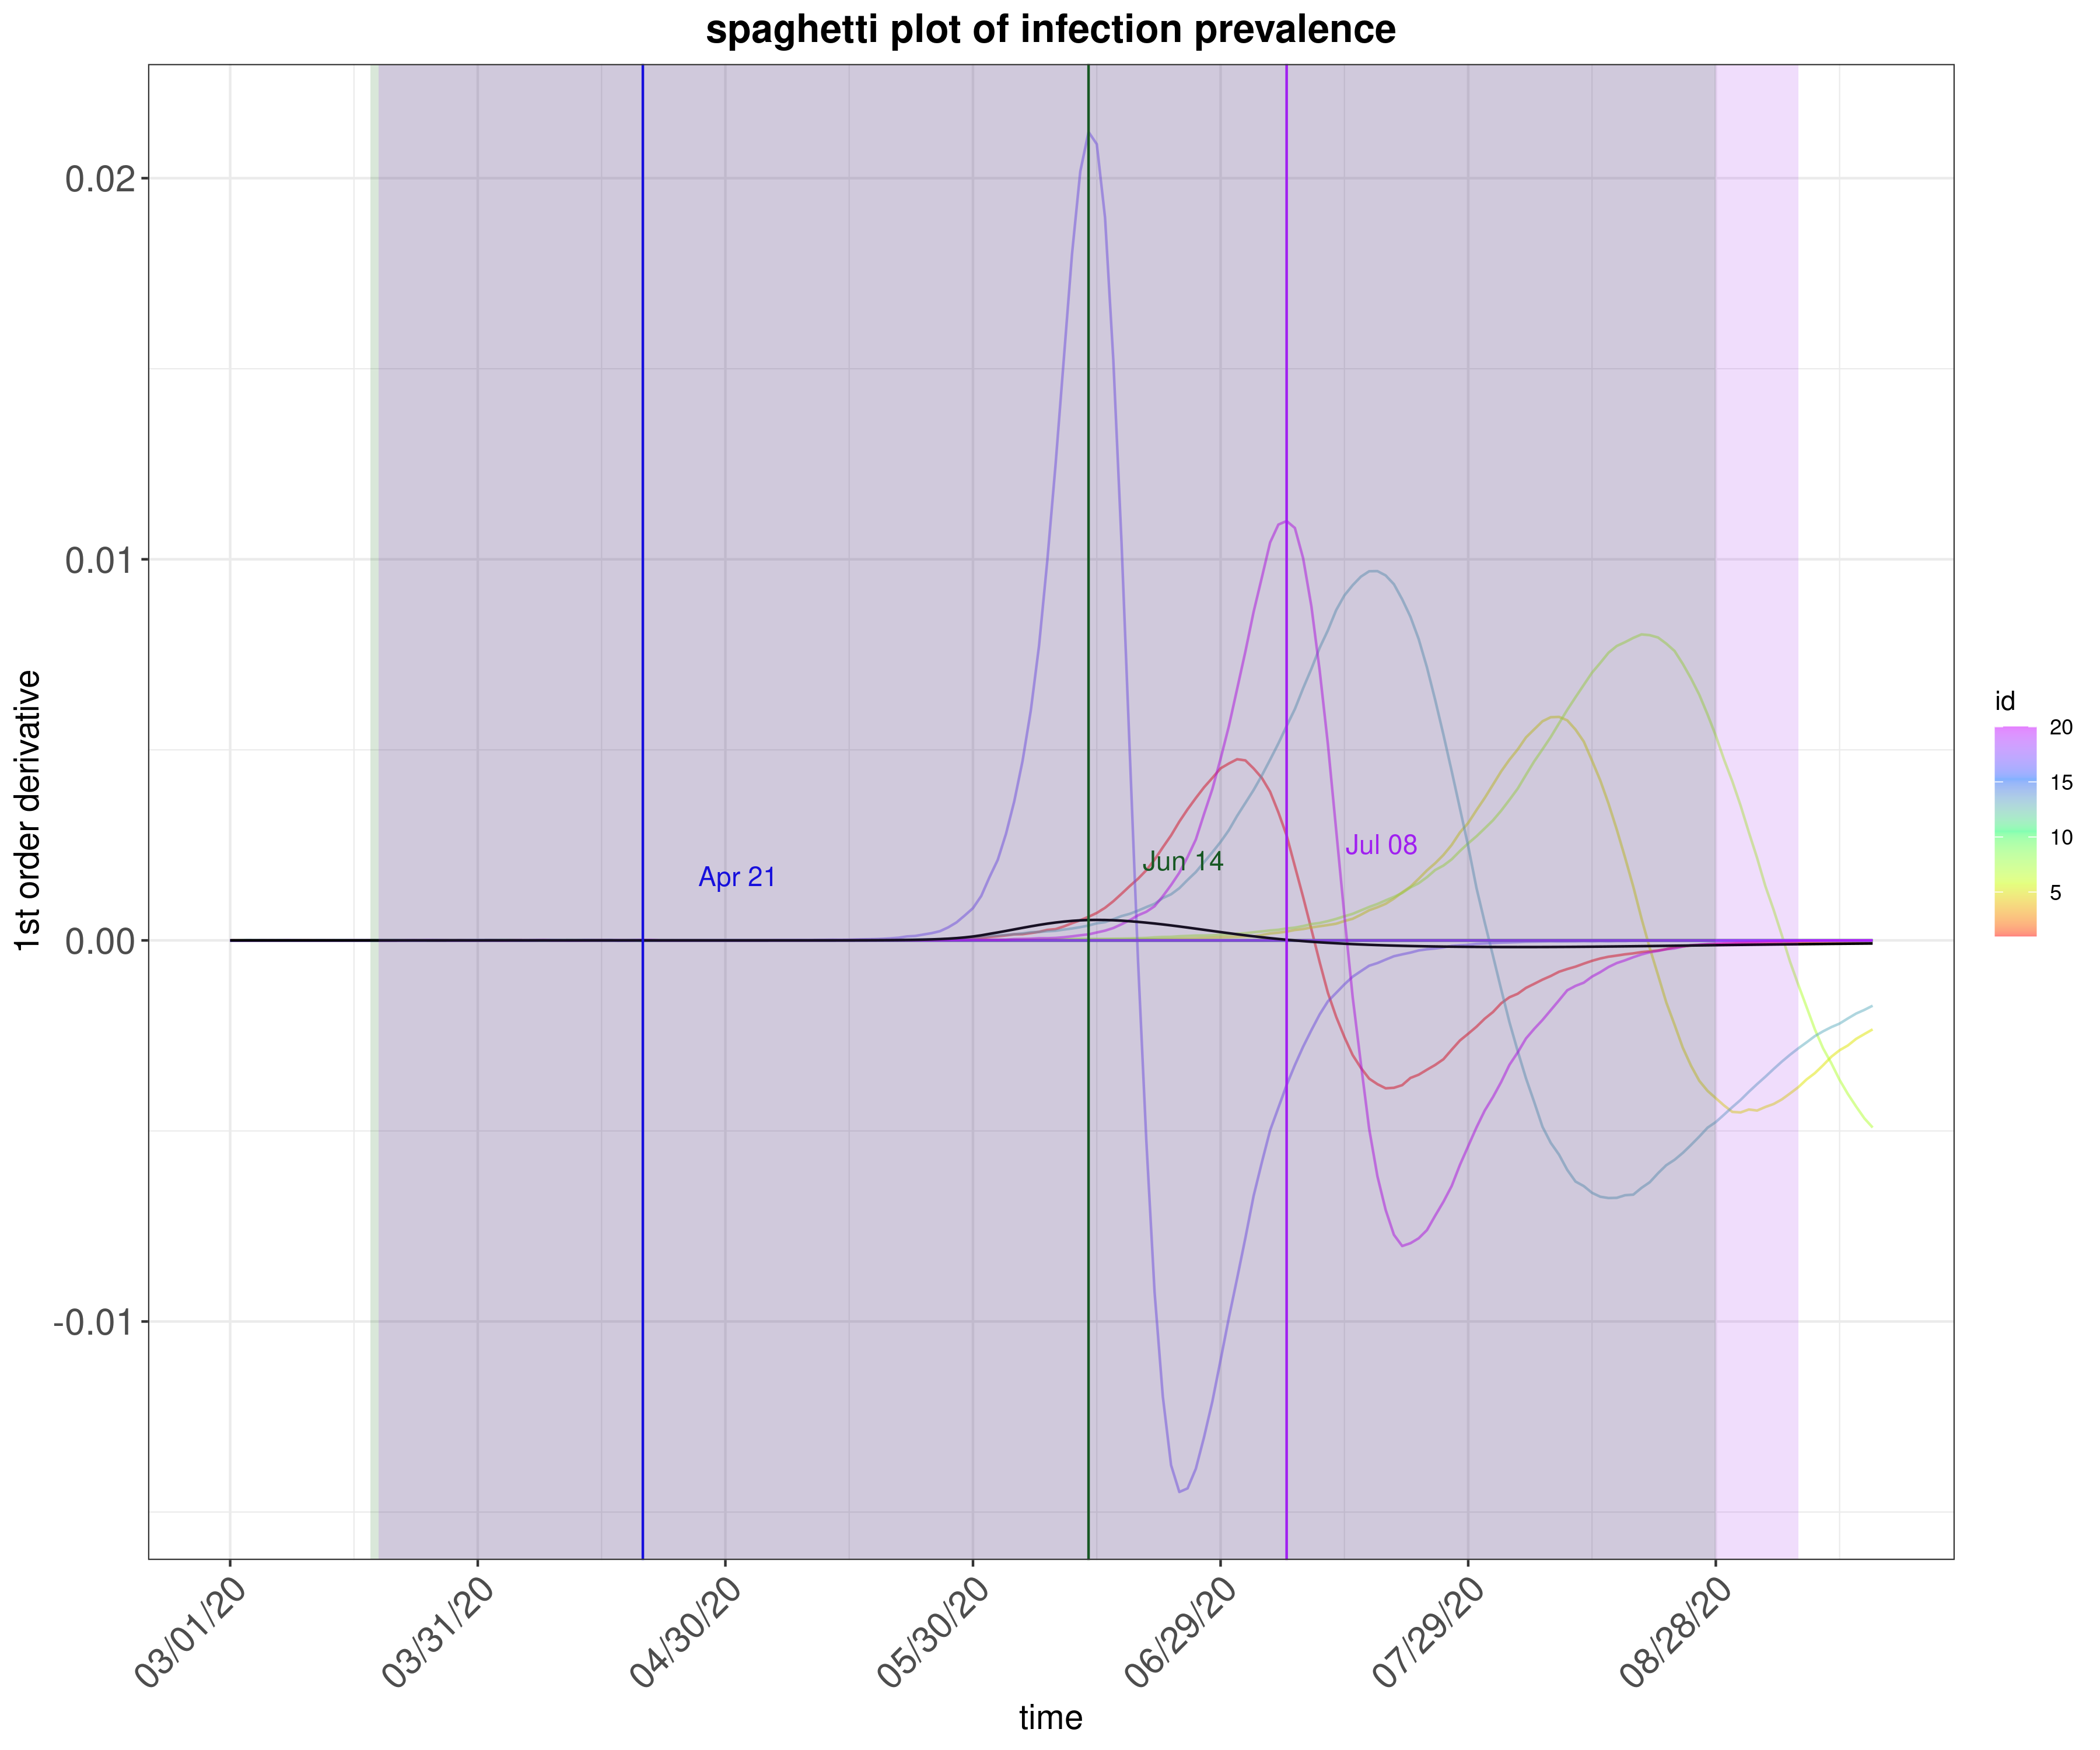 spaghetti plot of infection prevalence
1st order derivative
0.02
0.01
0.00
-0.01
Apr 21
Jun 14
Jul 08
id
20
15
10
5
03/01/20
03/31/20
04/30/20
05/30/20
06/29/20
07/29/20
08/28/20
time